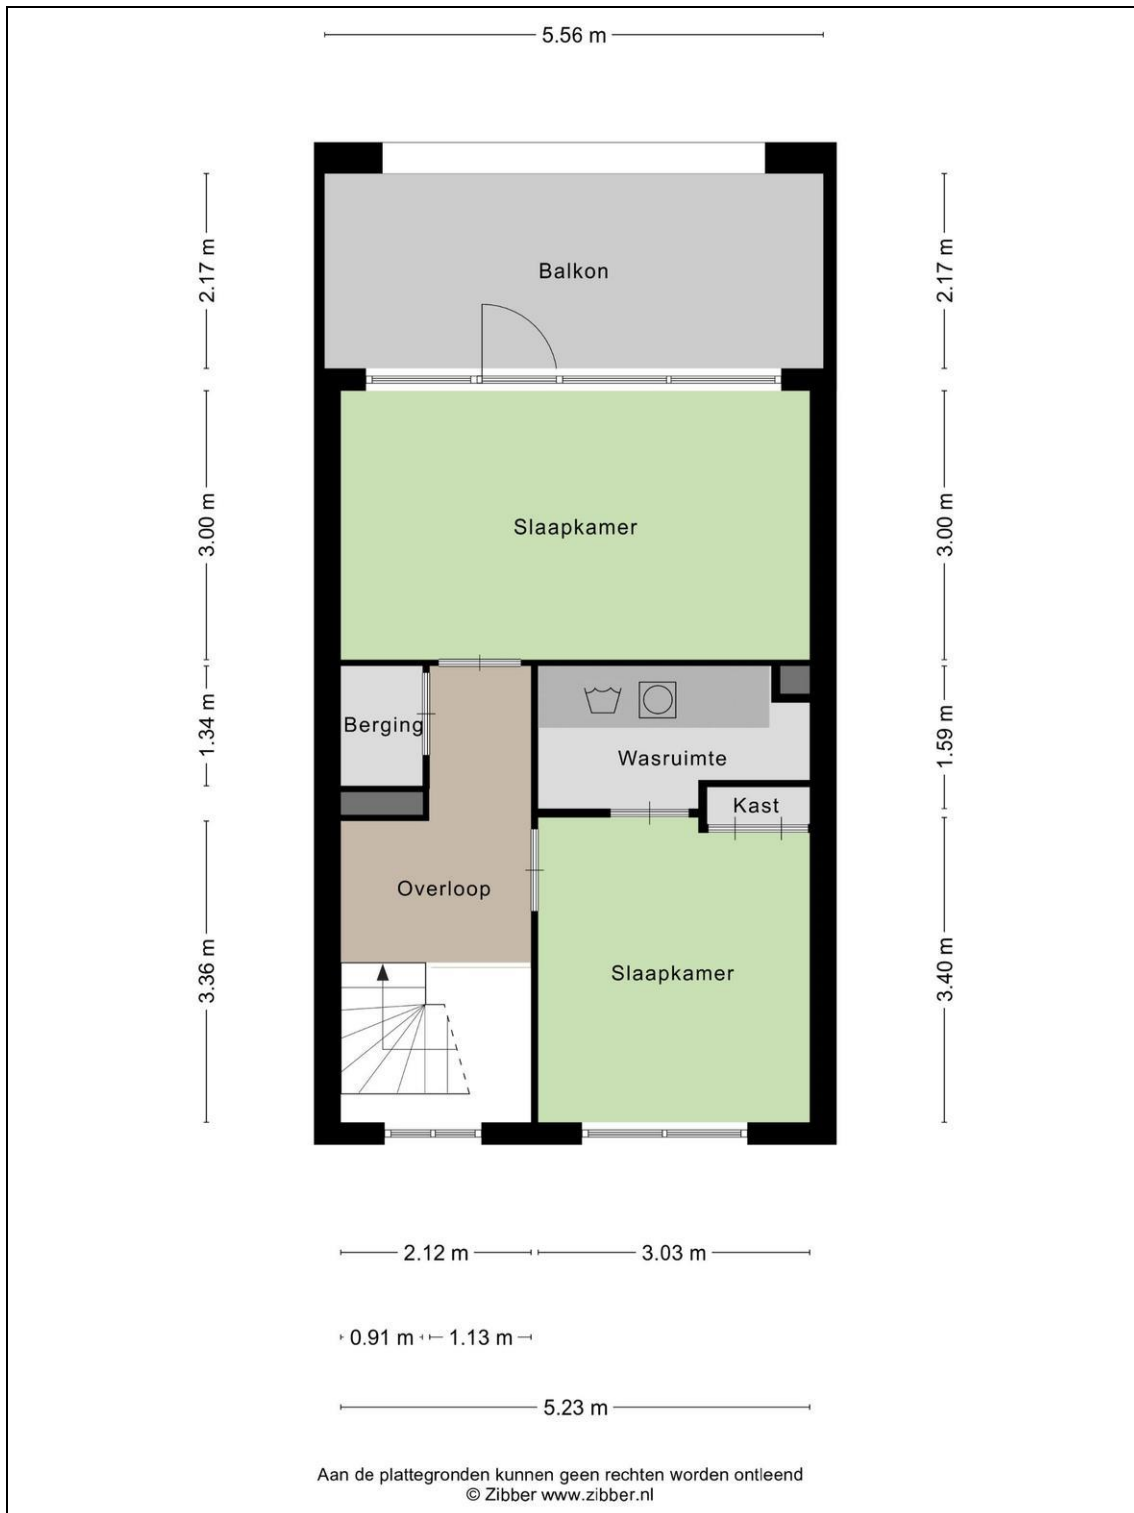 5.56 m
2.17 m
2.17 m
Balkon
3.00 m
3.00 m
Slaapkamer
1.34 m
1.59 m
Berging
Wasruimte
Kast
Overloop
3.36 m
3.40 m
Slaapkamer
2.12 m
3.03 m
0.91 m
1.13 m
5.23 m
Aan de plattegronden kunnen geen rechten worden ontleend
© Zibber www.zibber.nl